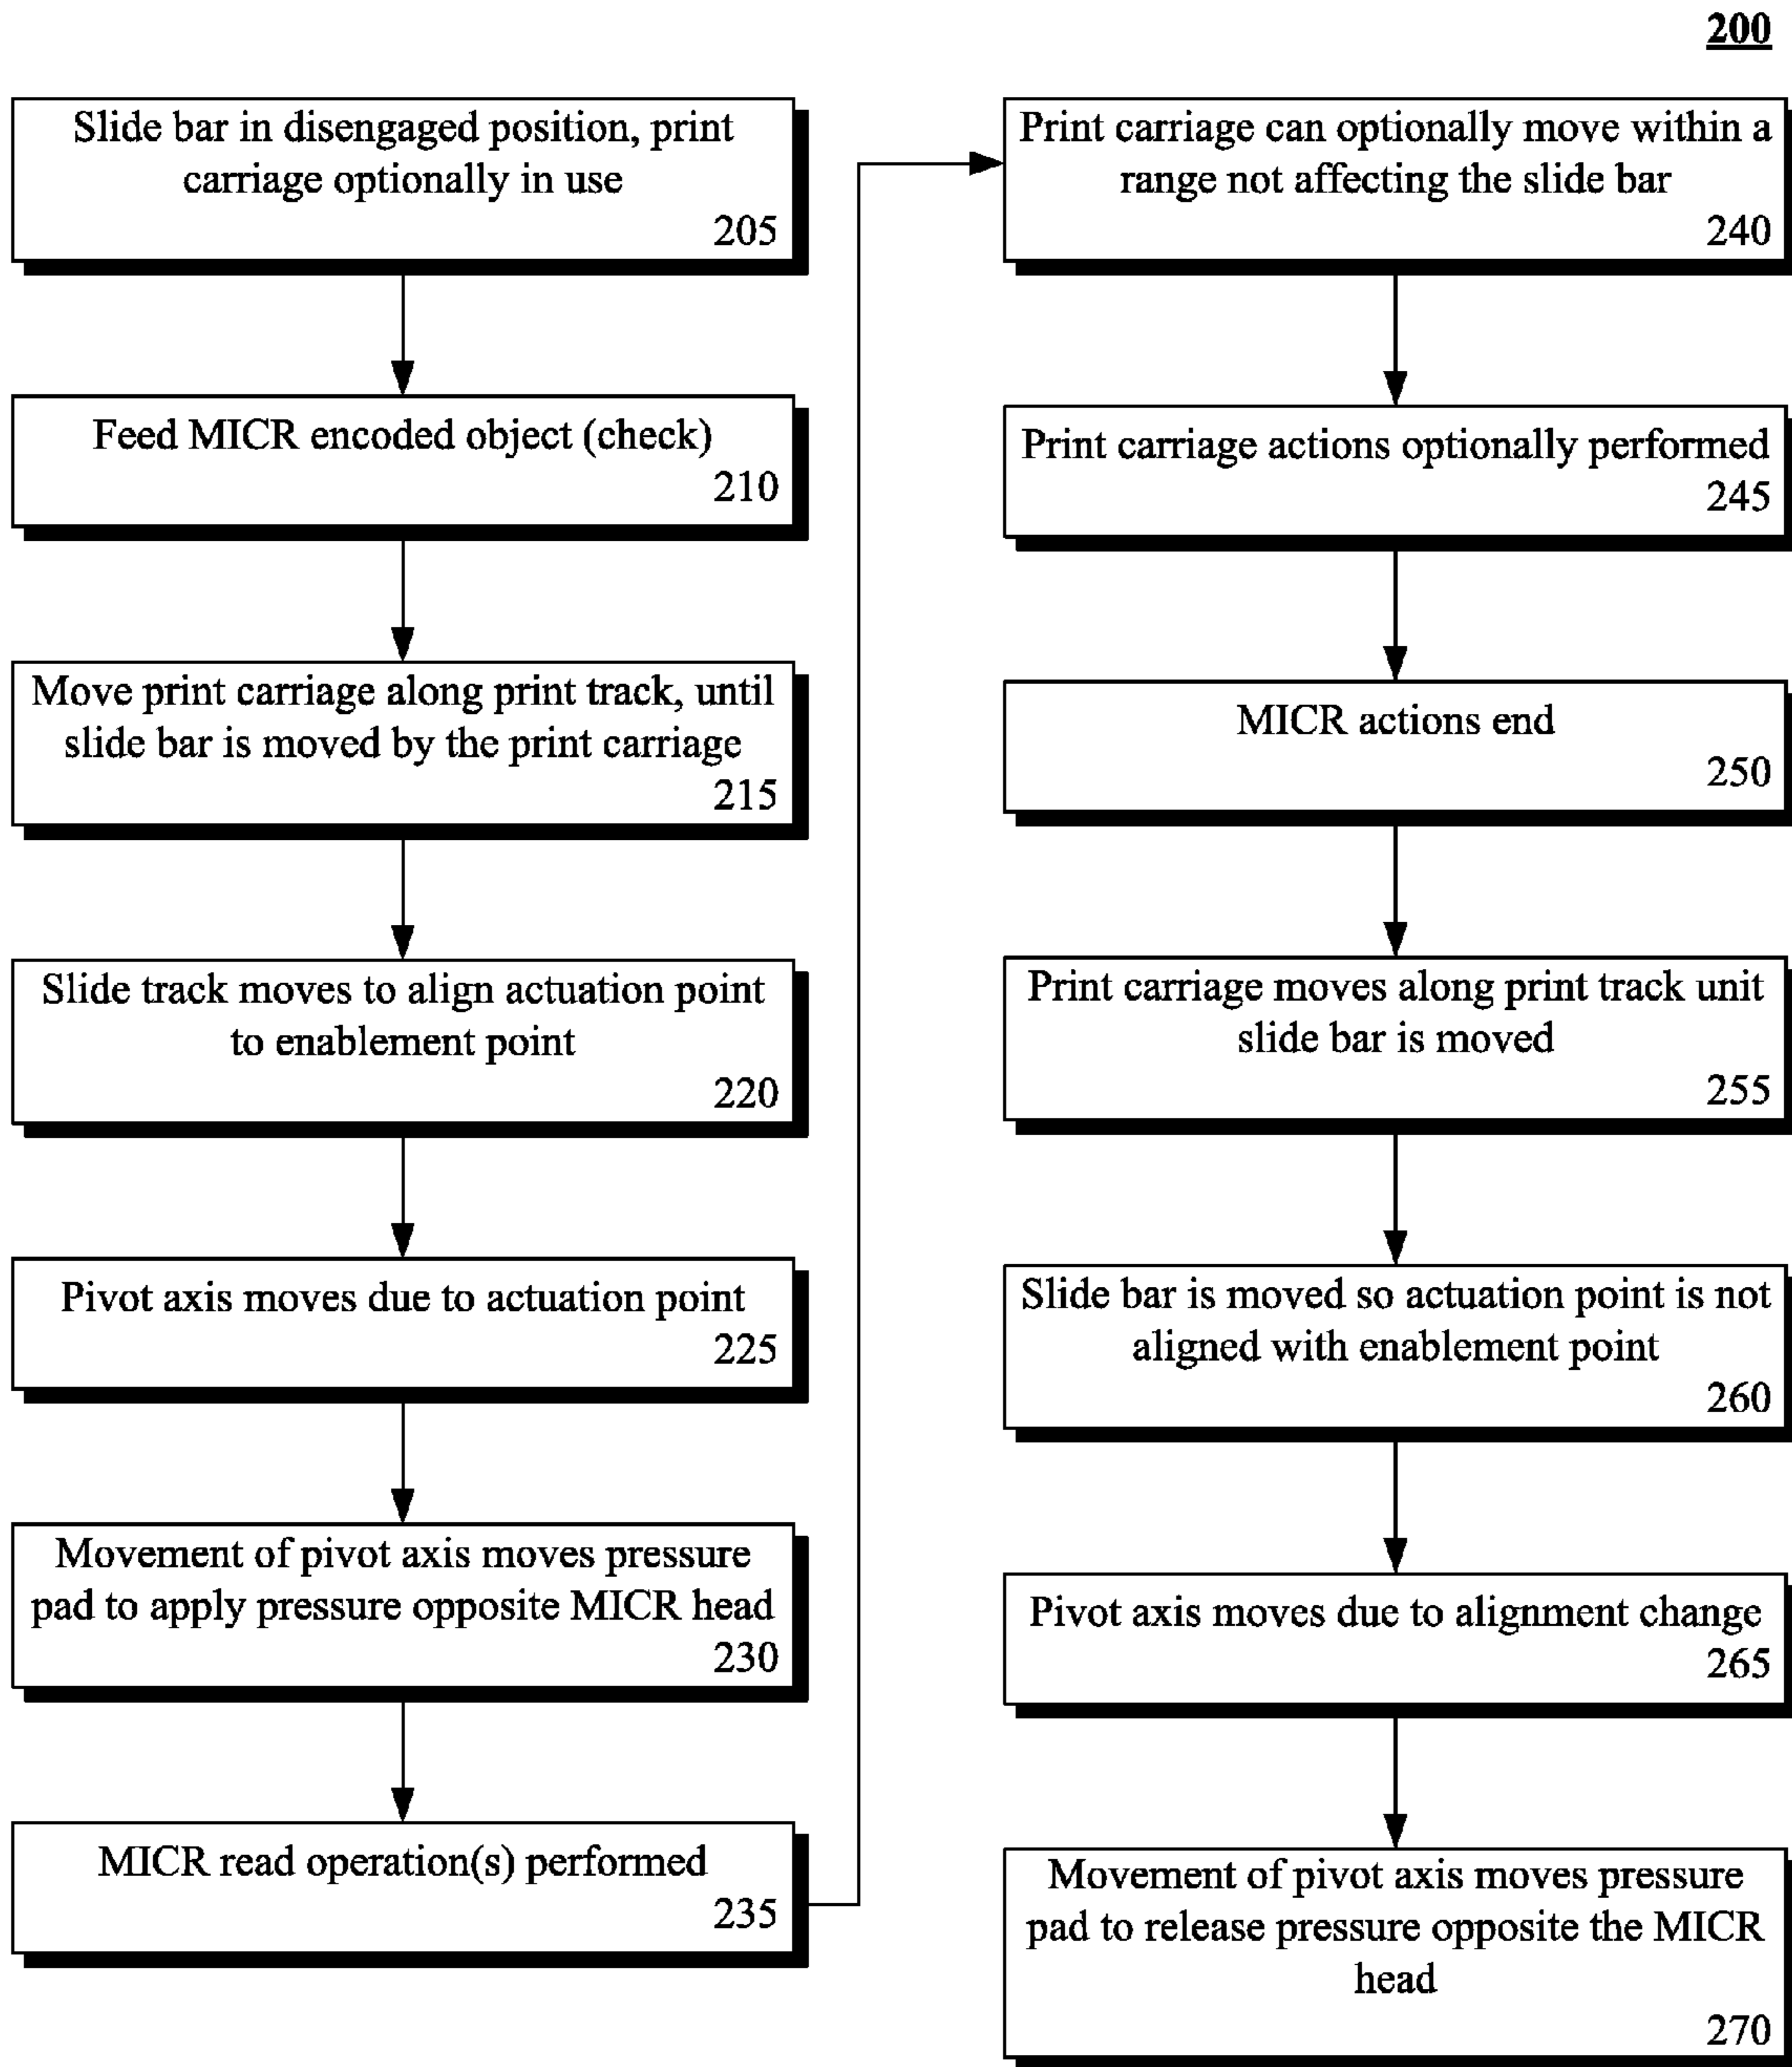 200
Slide bar in disengaged position, print
carriage optionally in use
205
Feed MICR encoded object (check)
210
Move print carriage along print track, until
slide bar is moved by the print carriage
215
Slide track moves to align actuation point
to enablement point
220
Pivot axis moves due to actuation point
225
Movement of pivot axis moves pressure
pad to apply pressure opposite MICR head
230
MICR read operation(s) performed
235
Print carriage can optionally move within a
range not affecting the slide bar
240
Print carriage actions optionally performed
245
MICR actions end
250
Print carriage moves along print track unit
slide bar is moved
255
Slide bar is moved so actuation point is not
aligned with enablement point
260
Pivot axis moves due to alignment change
265
Movement of pivot axis moves pressure
pad to release pressure opposite the MICR
head
270